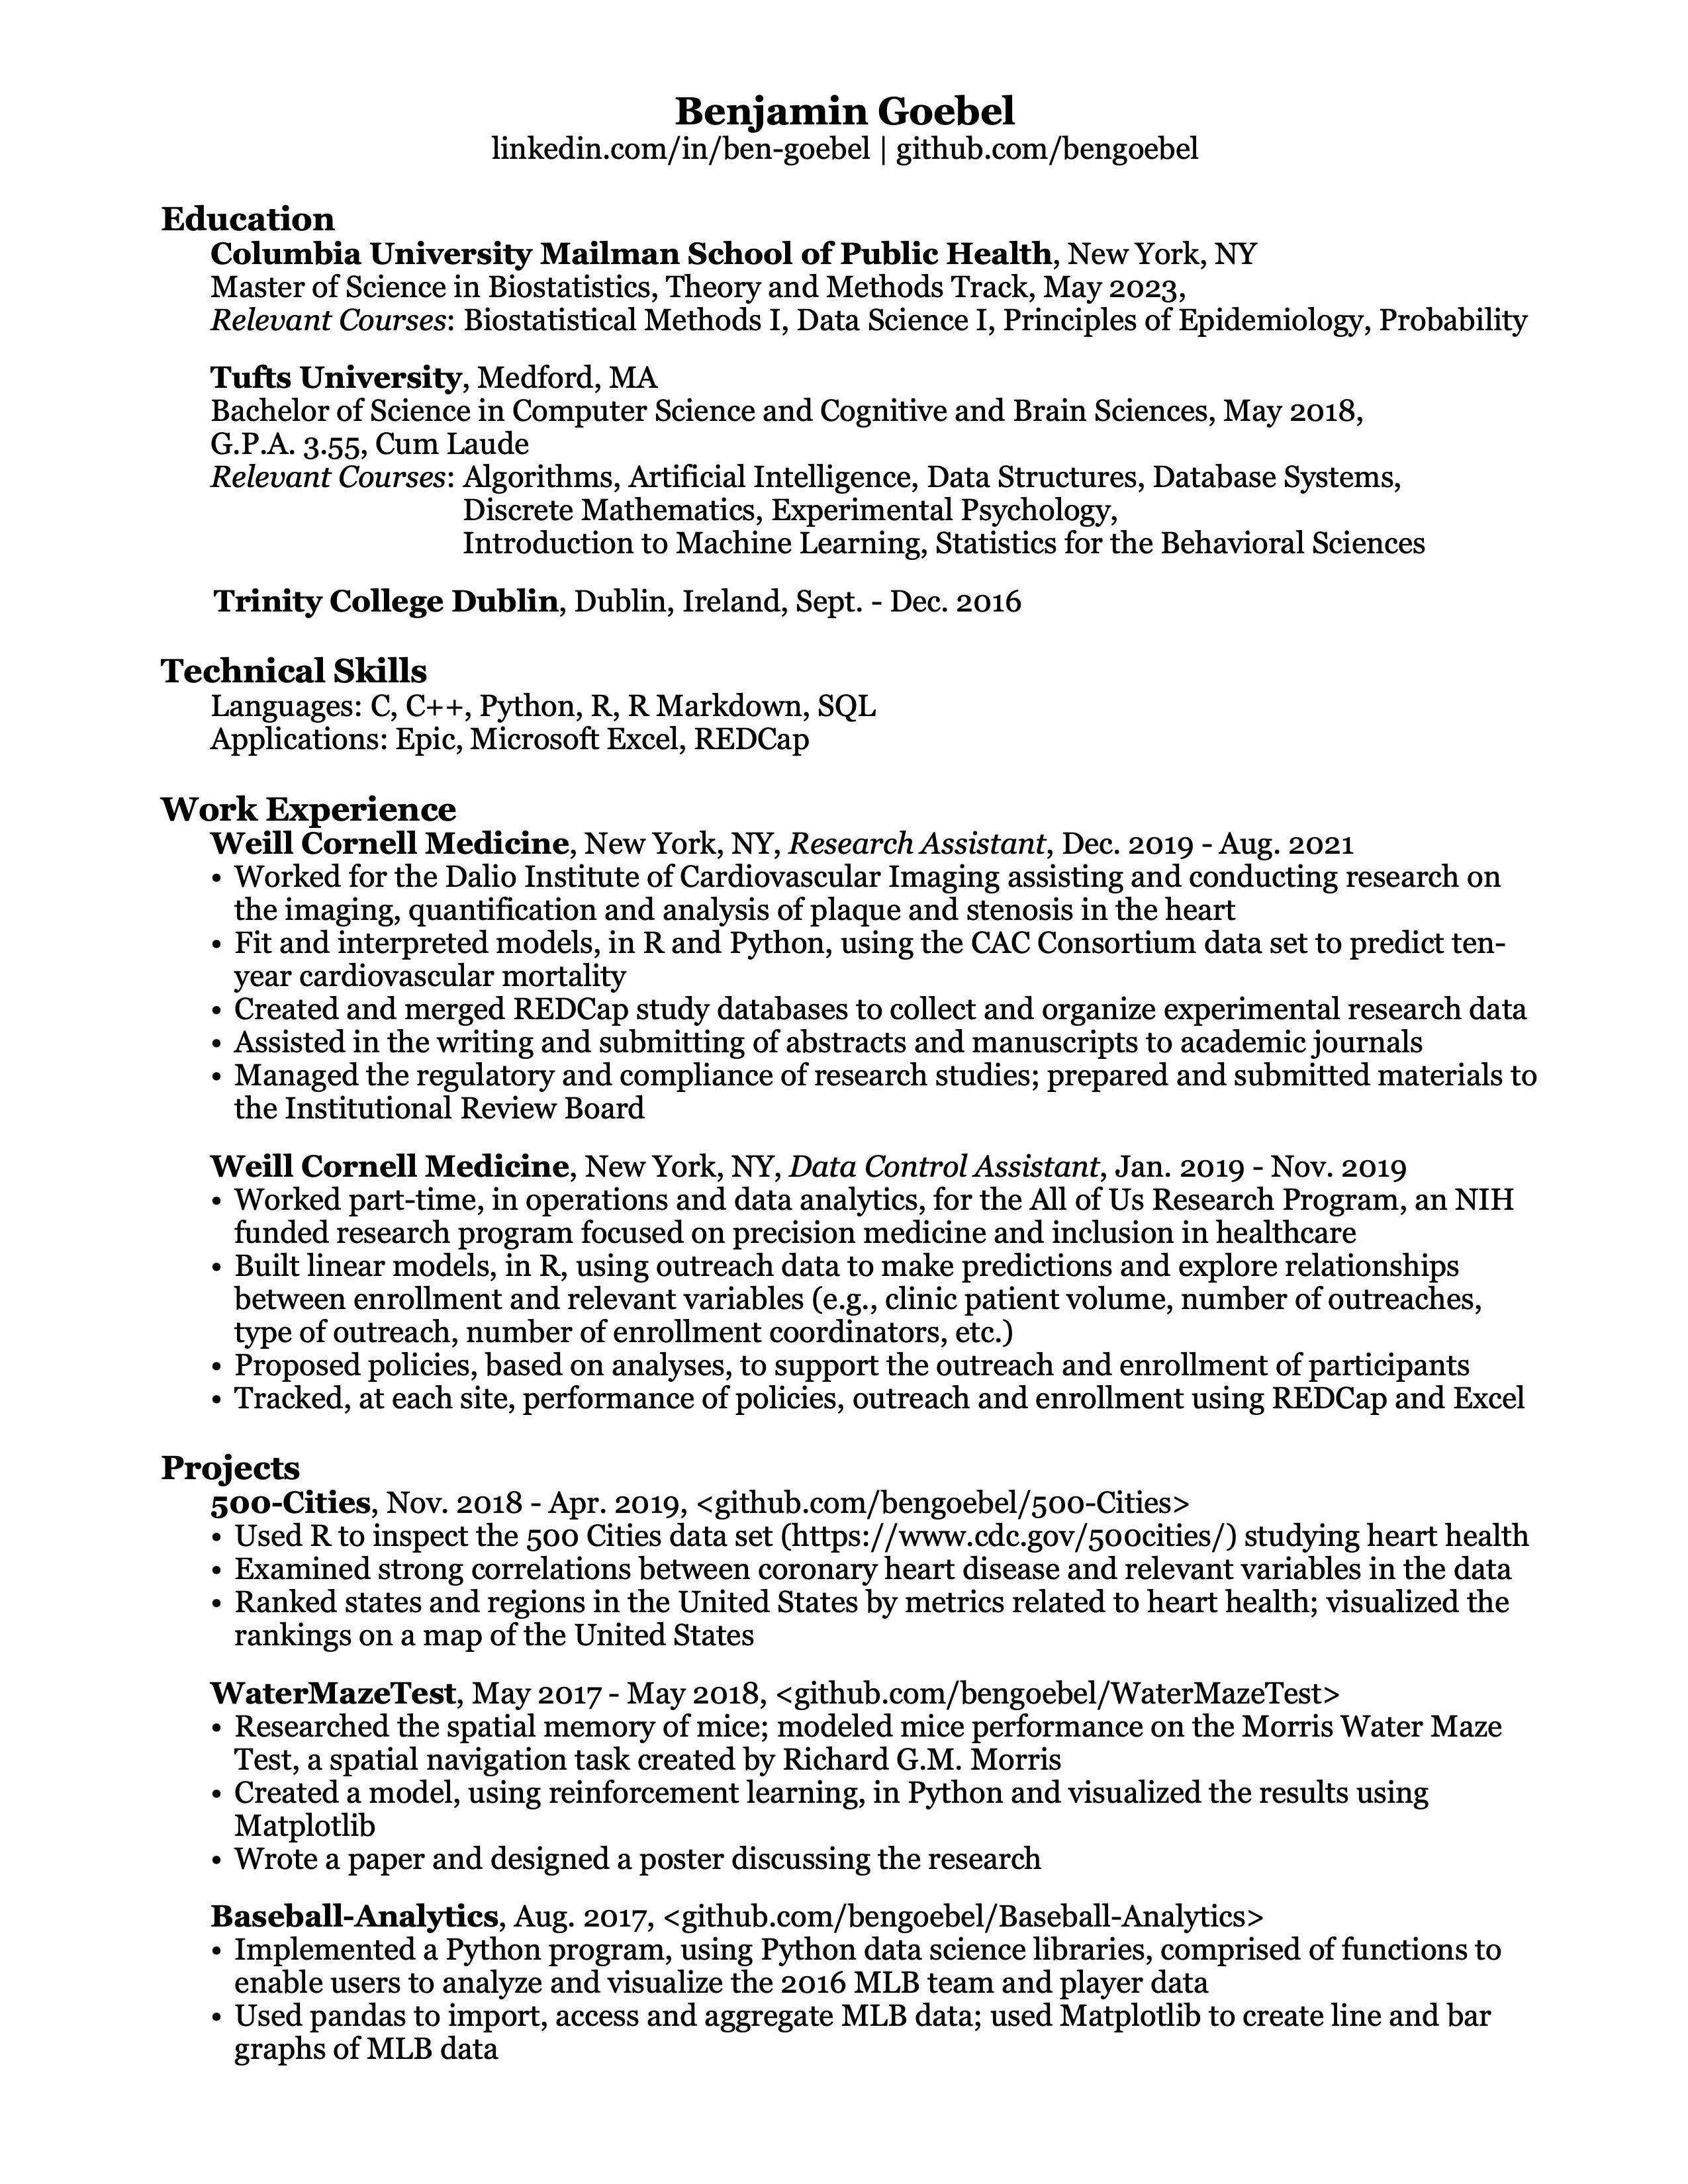 Benjamin Goebel
linkedin.com/in/ben-goebel | github.com/bengoebel
Education
Columbia University Mailman School of Public Health, New York, NY
Master of Science in Biostatistics, Theory and Methods Track, May 2023,
Relevant Courses: Biostatistical Methods I, Data Science I, Principles of Epidemiology, Probability
Tufts University, Medford, MA
Bachelor of Science in Computer Science and Cognitive and Brain Sciences, May 2018,
G.P.A. 3.55, Cum Laude
Relevant Courses: Algorithms, Artificial Intelligence, Data Structures, Database Systems,
Discrete Mathematics, Experimental Psychology,
Introduction to Machine Learning, Statistics for the Behavioral Sciences
Trinity College Dublin, Dublin, Ireland, Sept. - Dec. 2016
Technical Skills
Languages: C, C++, Python, R, R Markdown, SQL
Applications: Epic, Microsoft Excel, REDCap
Work Experience
Weill Cornell Medicine, New York, NY, Research Assistant, Dec. 2019 - Aug. 2021
• Worked for the Dalio Institute of Cardiovascular Imaging assisting and conducting research on
the imaging, quantification and analysis of plaque and stenosis in the heart
• Fit and interpreted models, in R and Python, using the CAC Consortium data set to predict ten-
year cardiovascular mortality
• Created and merged REDCap study databases to collect and organize experimental research data
• Assisted in the writing and submitting of abstracts and manuscripts to academic journals
• Managed the regulatory and compliance of research studies; prepared and submitted materials to
the Institutional Review Board
Weill Cornell Medicine, New York, NY, Data Control Assistant, Jan. 2019 - Nov. 2019
• Worked part-time, in operations and data analytics, for the All of Us Research Program, an NIH
funded research program focused on precision medicine and inclusion in healthcare
• Built linear models, in R, using outreach data to make predictions and explore relationships
between enrollment and relevant variables (e.g., clinic patient volume, number of outreaches,
type of outreach, number of enrollment coordinators, etc.)
• Proposed policies, based on analyses, to support the outreach and enrollment of participants
• Tracked, at each site, performance of policies, outreach and enrollment using REDCap and Excel
Projects
500-Cities, Nov. 2018 - Apr. 2019, <github.com/bengoebel/500-Cities>
• Used R to inspect the 500 Cities data set (https://www.cdc.gov/500cities/) studying heart health
• Examined strong correlations between coronary heart disease and relevant variables in the data
• Ranked states and regions in the United States by metrics related to heart health; visualized the
rankings on a map of the United States
WaterMazeTest, May 2017 - May 2018, <github.com/bengoebel/WaterMazeTest>
• Researched the spatial memory of mice; modeled mice performance on the Morris Water Maze
Test, a spatial navigation task created by Richard G.M. Morris
• Created a model, using reinforcement learning, in Python and visualized the results using
Matplotlib
• Wrote a paper and designed a poster discussing the research
Baseball-Analytics, Aug. 2017, <github.com/bengoebel/Baseball-Analytics>
• Implemented a Python program, using Python data science libraries, comprised of functions to
enable users to analyze and visualize the 2016 MLB team and player data
• Used pandas to import, access and aggregate MLB data; used Matplotlib to create line and bar
graphs of MLB data